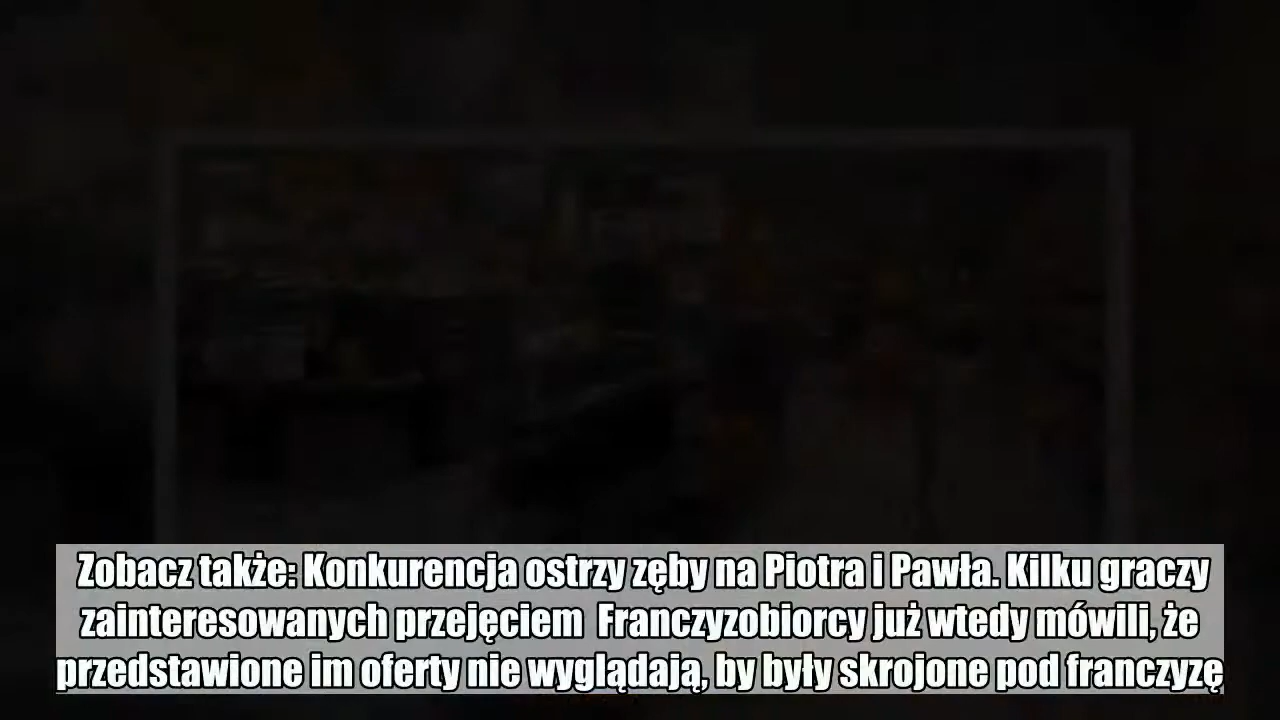 Zobacz także: Konkurencja ostrzy zęby na Piotra i Pawła. Kilku graczy
zainteresowanych przejęciem Franczyzobiorcy już wtedy mówili, że
przedstawione im oferty nie wyglądają, by były skrojone pod franczyzę